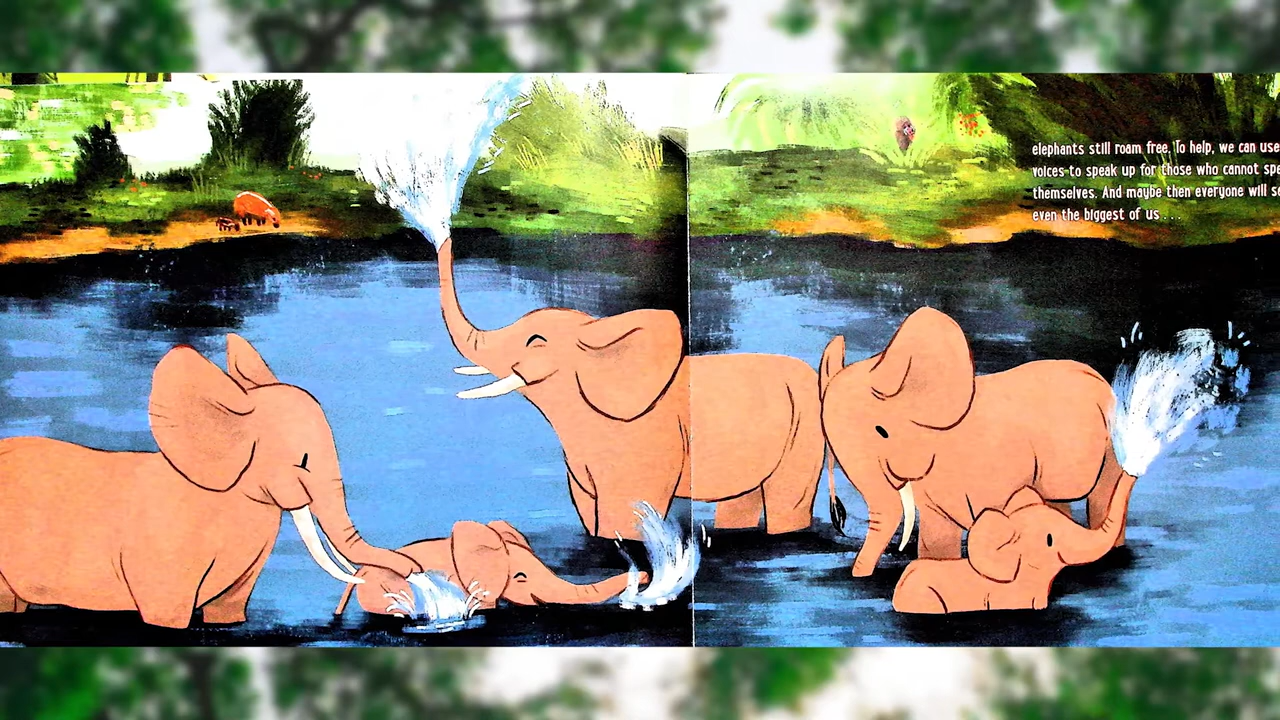 elephants still roam free. To help, we can use
voices to speak up for those who cannot spe
themselves. And maybe then everyone will s
even the biggest of us . . .